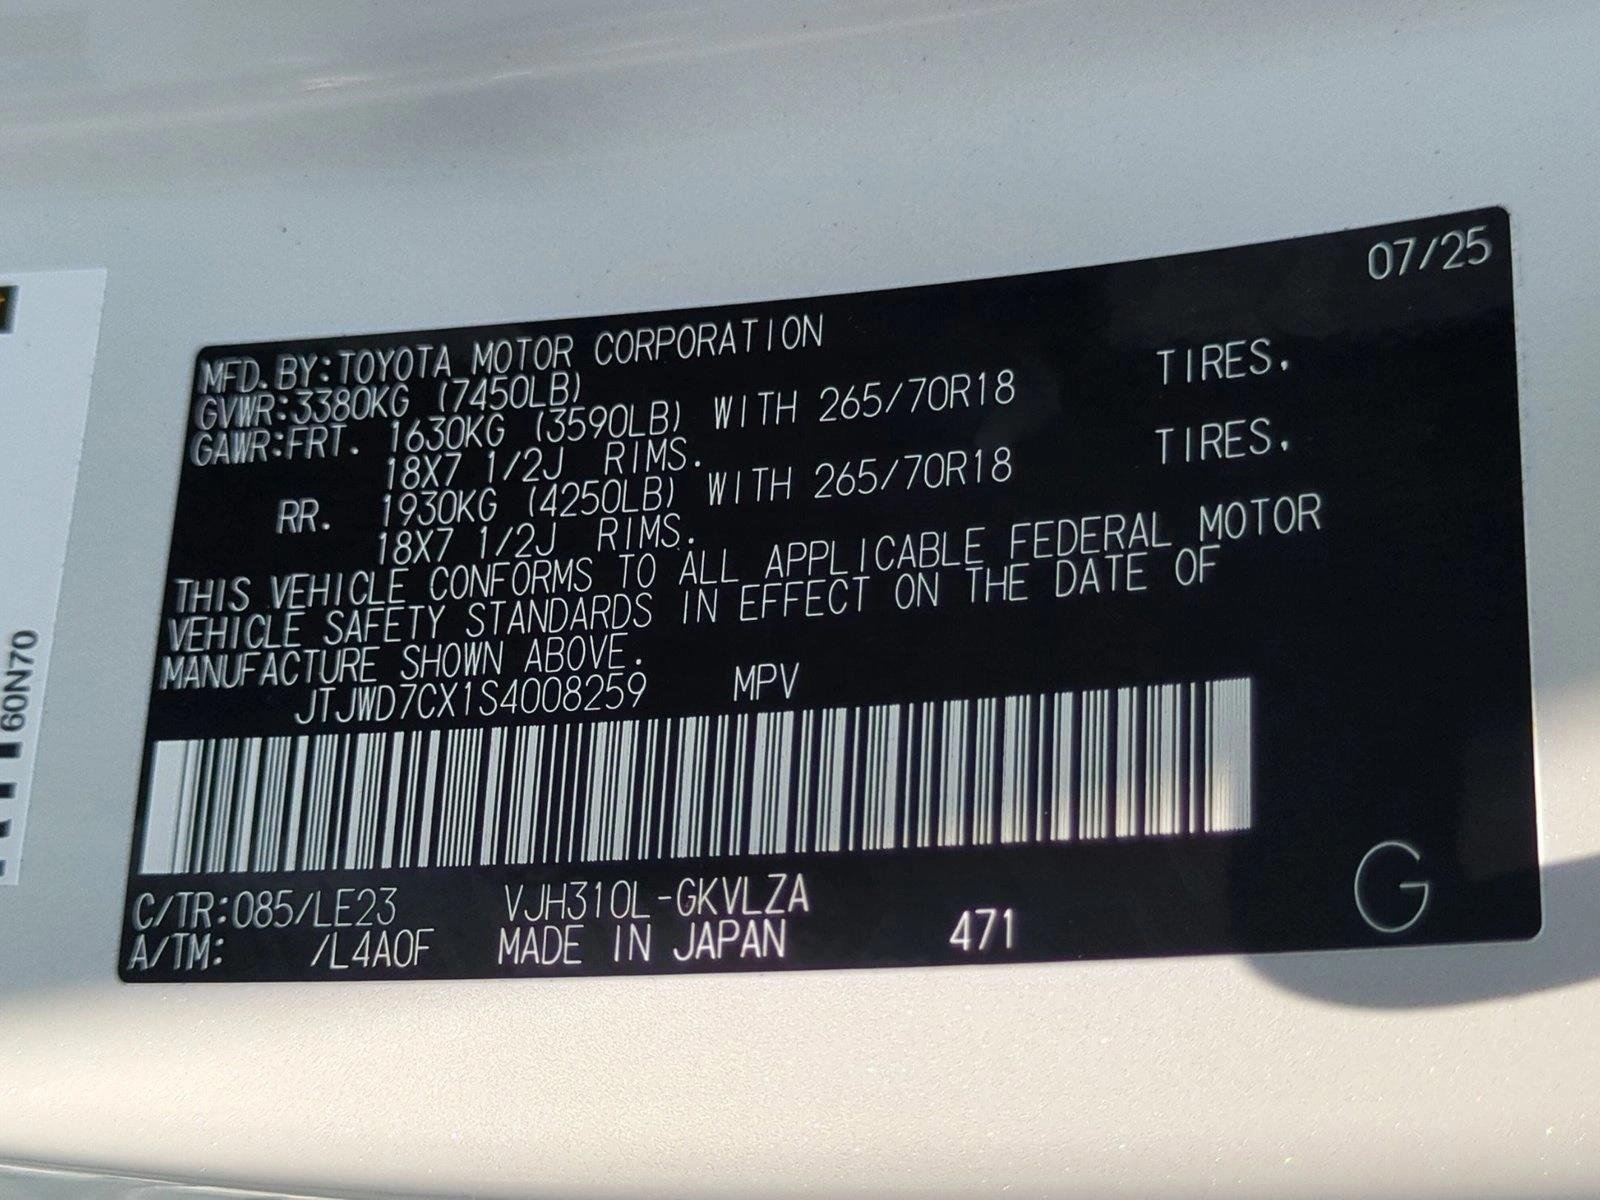 07/25
MFD. BY:TOYOTA MOTOR CORPORATION
GVWR:3380KG (7450LB)
GAWR:FRT. 1630KG (3590LB) WITH 265/70R18 TIRES.
18X7 1/2J RIMS.
RR. 1930KG (4250LB) WITH 265/70R18 TIRES.
18X7 1/2J RIMS.
THIS VEHICLE CONFORMS TO ALL APPLICABLE FEDERAL MOTOR
VEHICLE SAFETY STANDARDS IN EFFECT ON THE DATE OF
MANUFACTURE SHOWN ABOVE.
JTJWD7CX1S4008259 MPV
C/TR:085/LE23 VJH310L-GKVLZA
A/TM: /L4A0F MADE IN JAPAN 471
G
60N70